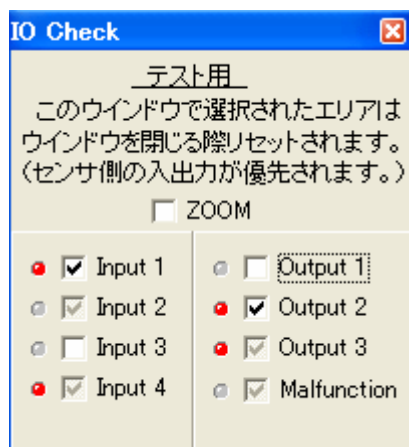 IO Check
テスト用
このウインドウで選択されたエリアは
ウインドウを閉じる際リセットされます。
(センサ側の入出力が優先されます。)
ZOOM
Input 1
Input 2
Input 3
Input 4
Output 1
Output 2
Output 3
Malfunction